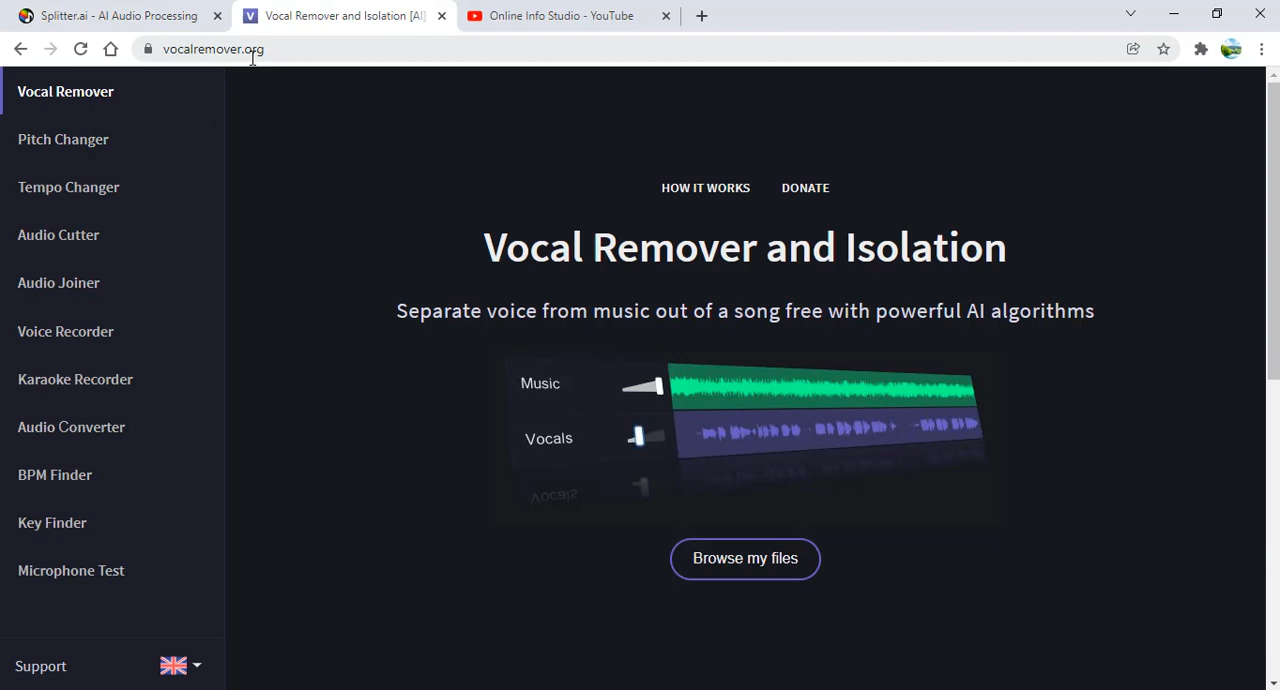 Splitter.ai - AI Audio Processing
Vocal Remover and Isolation [AI]
Online Info Studio - YouTube
vocalremover.org
Vocal Remover
Pitch Changer
Tempo Changer
Audio Cutter
Audio Joiner
Voice Recorder
Karaoke Recorder
Audio Converter
BPM Finder
Key Finder
Microphone Test
Support
HOW IT WORKS DONATE
Vocal Remover and Isolation
Separate voice from music out of a song free with powerful AI algorithms
Music
Vocals
Vocals
Browse my files